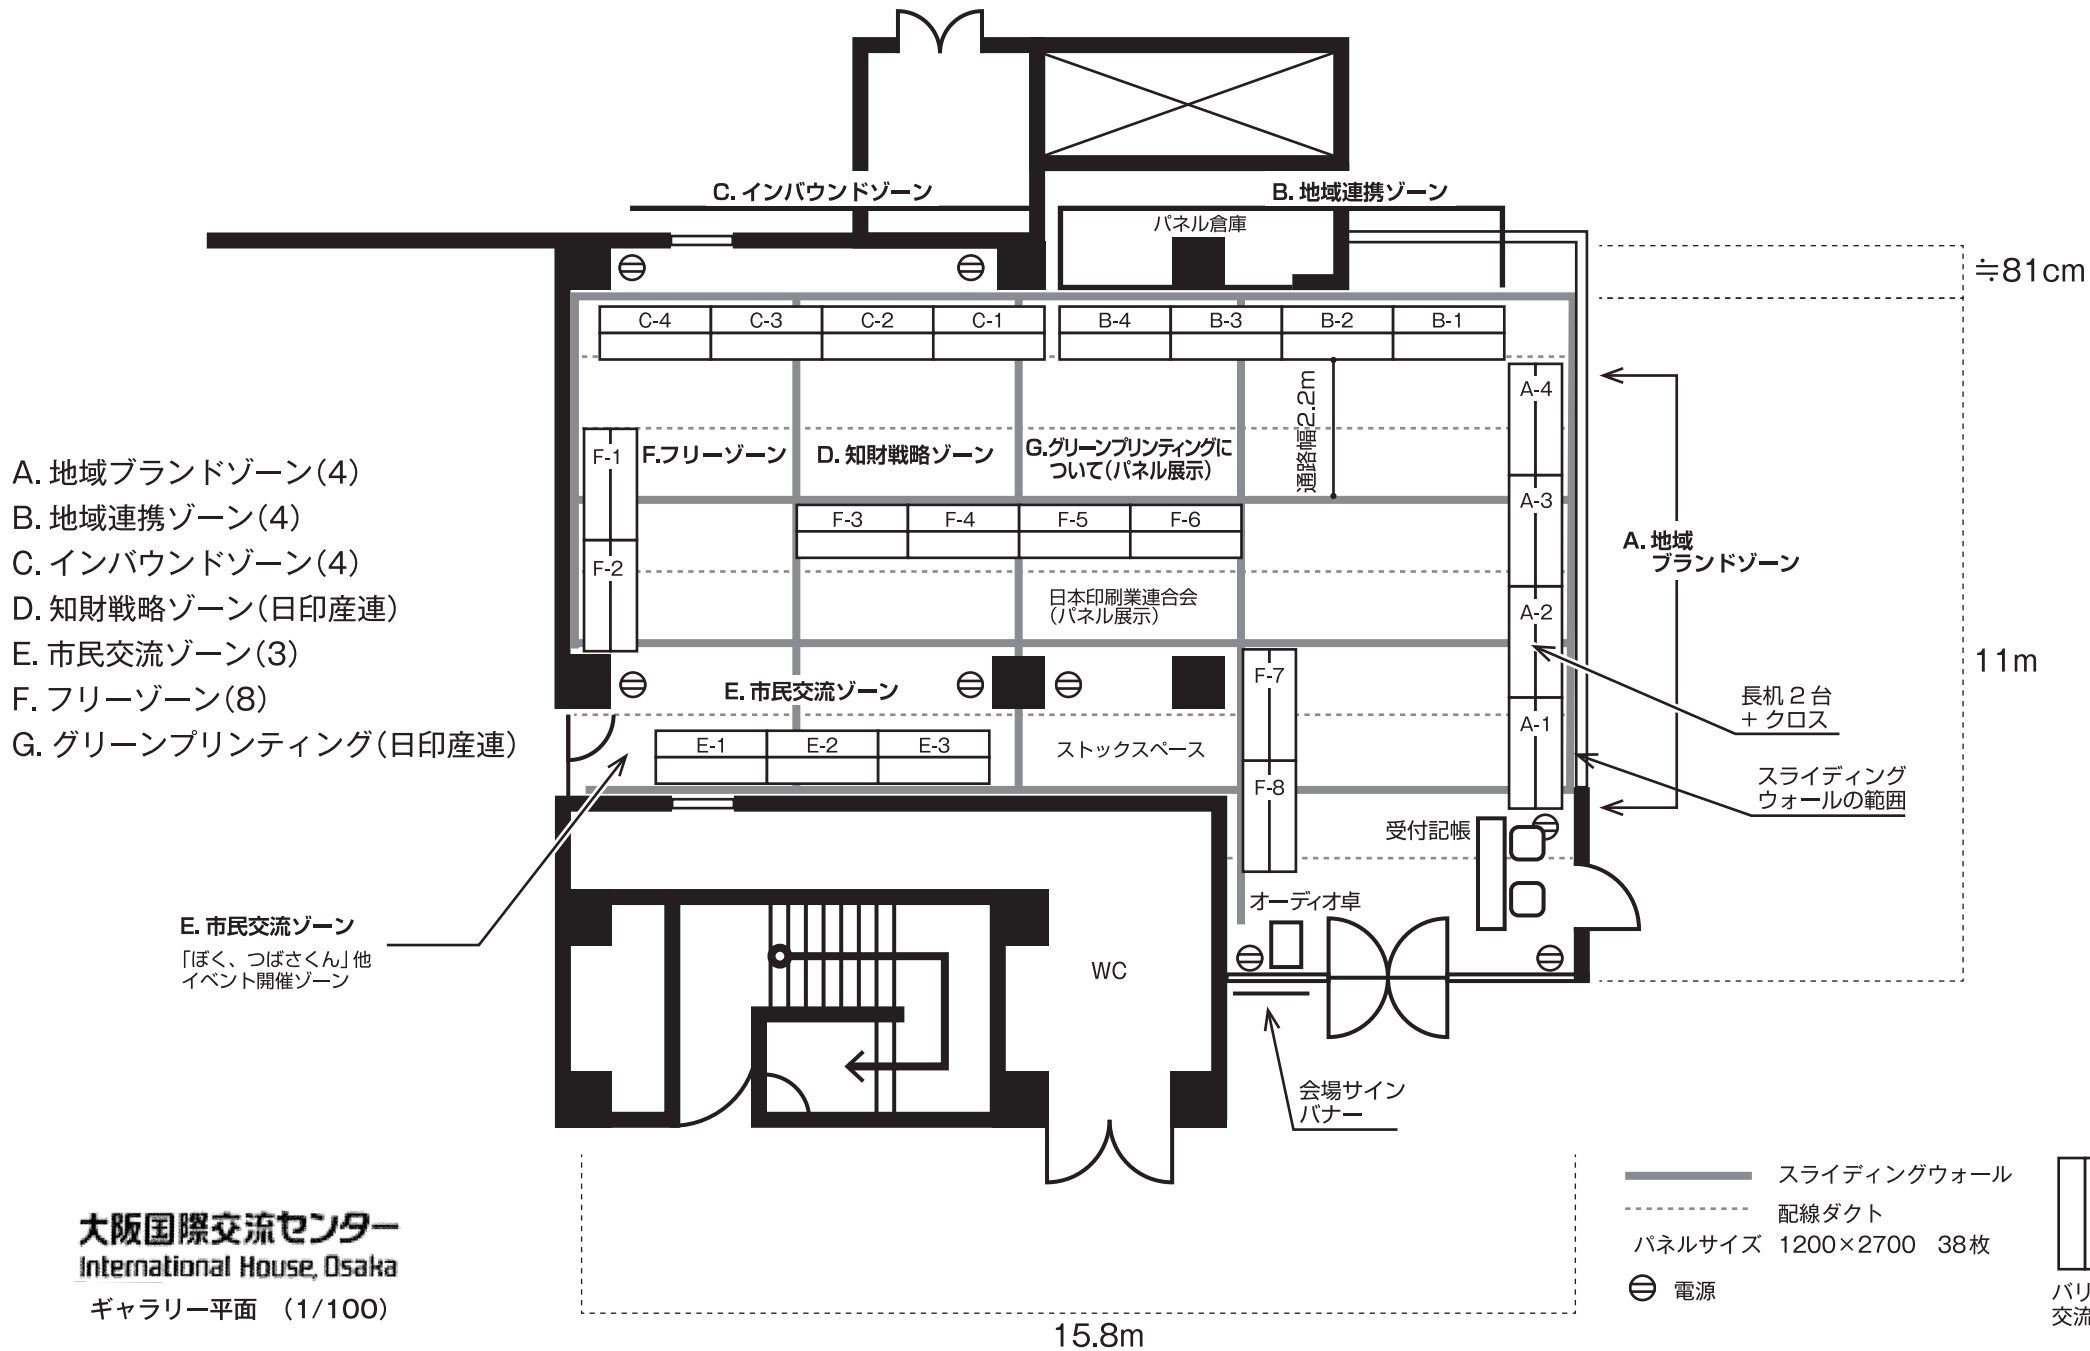 C. インバウンドゾーン
B. 地域連携ゾーン
パネル倉庫
≒81cm
C-4
C-3
C-2
C-1
B-4
B-3
B-2
B-1
通路幅2.2m
A-4
A-3
A-2
A-1
F-1
F-2
F.フリーゾーン
D. 知財戦略ゾーン
G.グリーンプリンティングに
ついて(パネル展示)
A. 地域ブランドゾーン(4)
B. 地域連携ゾーン(4)
C. インバウンドゾーン(4)
D. 知財戦略ゾーン(日印産連)
E. 市民交流ゾーン(3)
F. フリーゾーン(8)
G. グリーンプリンティング(日印産連)
F-3
F-4
F-5
F-6
A. 地域
ブランドゾーン
日本印刷業連合会
(パネル展示)
11m
E. 市民交流ゾーン
F-7
F-8
長机 2 台
+ クロス
E-1
E-2
E-3
ストックスペース
スライディング
ウォールの範囲
受付記帳
オーディオ卓
E. 市民交流ゾーン
「ぼく、つばさくん」他
イベント開催ゾーン
WC
会場サイン
バナー
スライディングウォール
配線ダクト
パネルサイズ 1200×2700 38枚
電源
バリ
交流
大阪国際交流センター
International House, Osaka
ギャラリー平面 (1/100)
15.8m